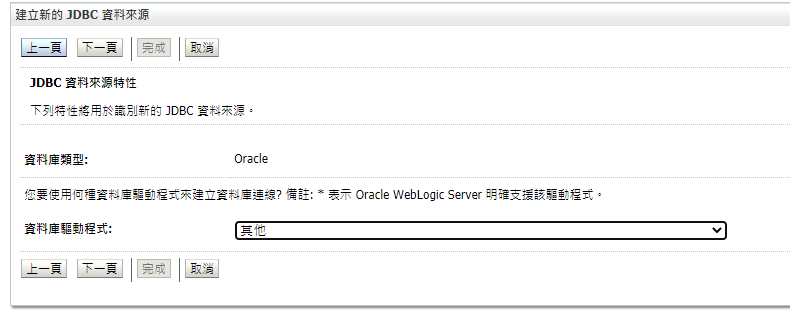 建立新的 JDBC 資料來源
上一頁 下一頁 完成 取消
JDBC 資料來源特性
下列特性將用於識別新的 JDBC 資料來源。
資料庫類型: Oracle
您要使用何種資料庫驅動程式來建立資料庫連線? 備註: * 表示 Oracle WebLogic Server 明確支援該驅動程式。
資料庫驅動程式: 其他
上一頁 下一頁 完成 取消